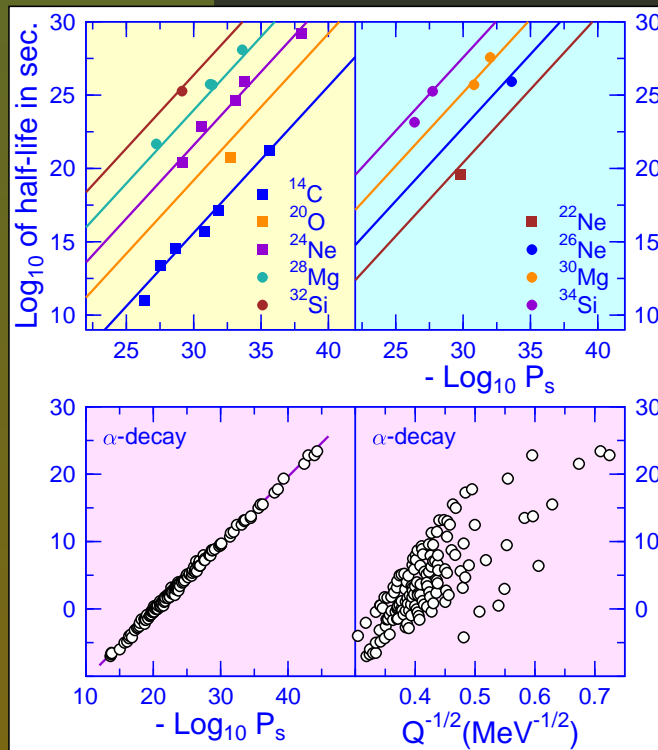 Log10 of half-life in sec.
30
25
20
15
10
14C
20O
24Ne
28Mg
32Si
22Ne
26Ne
30Mg
34Si
30
25
20
15
10
25 30 35 40 25 30 35 40
- Log10 Ps
30
20
10
0
α-decay
α-decay
30
20
10
0
10 20 30 40 0.4 0.5 0.6 0.7
- Log10 Ps
Q-1/2(MeV-1/2)